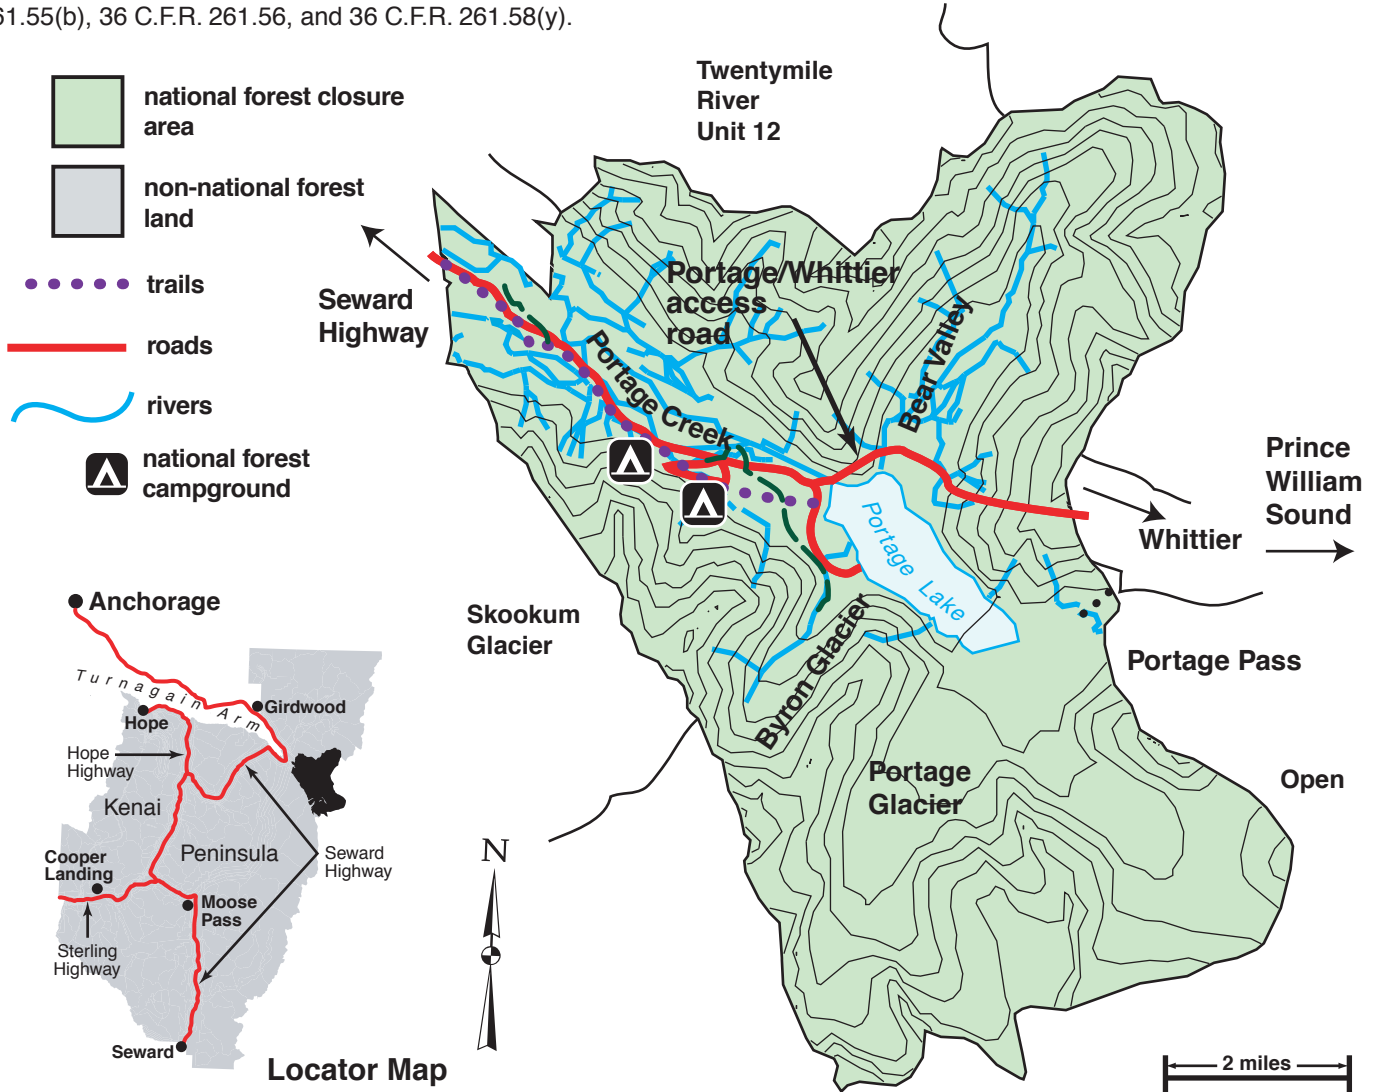 61.55(b), 36 C.F.R. 261.56, and 36 C.F.R. 261.58(y).
national forest closure
area
non-national forest
land
trails
roads
rivers
national forest
campground
Twentymile
River
Unit 12
Seward
Highway
Portage/Whittier
access
road
Portage Creek
Bear Valley
Portage Lake
Prince
William
Sound
Whittier
Skookum
Glacier
Byron Glacier
Portage Pass
Portage
Glacier
Open
Anchorage
Turnagain Arm
Girdwood
Hope
Hope
Highway
Kenai
Peninsula
Seward
Highway
Cooper
Landing
Moose
Pass
Sterling
Highway
Seward
Locator Map
N
2 miles